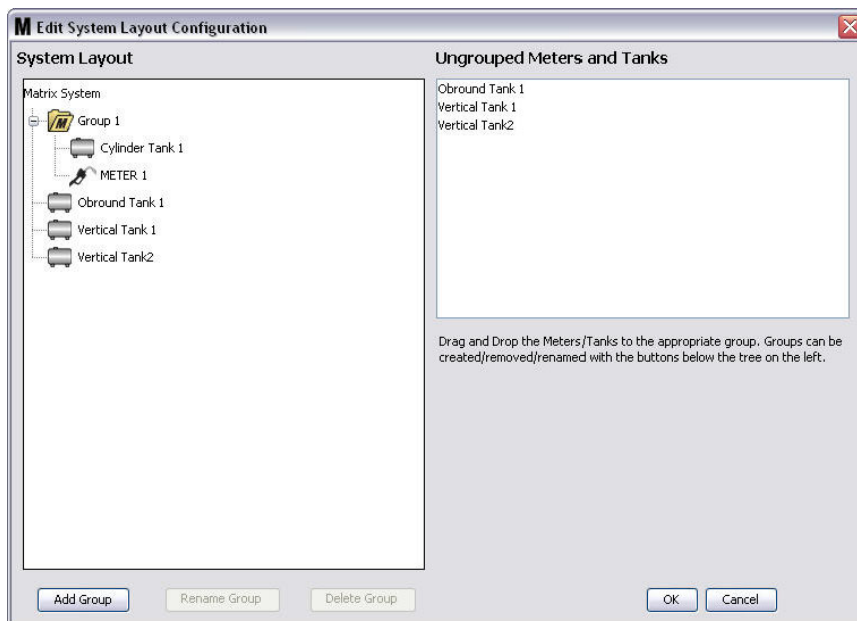 M Edit System Layout Configuration
System Layout
Matrix System
M Group 1
Cylinder Tank 1
METER 1
Obround Tank 1
Vertical Tank 1
Vertical Tank2
Ungrouped Meters and Tanks
Obround Tank 1
Vertical Tank 1
Vertical Tank2
Drag and Drop the Meters/Tanks to the appropriate group. Groups can be
created/removed/renamed with the buttons below the tree on the left.
Add Group Rename Group Delete Group OK Cancel